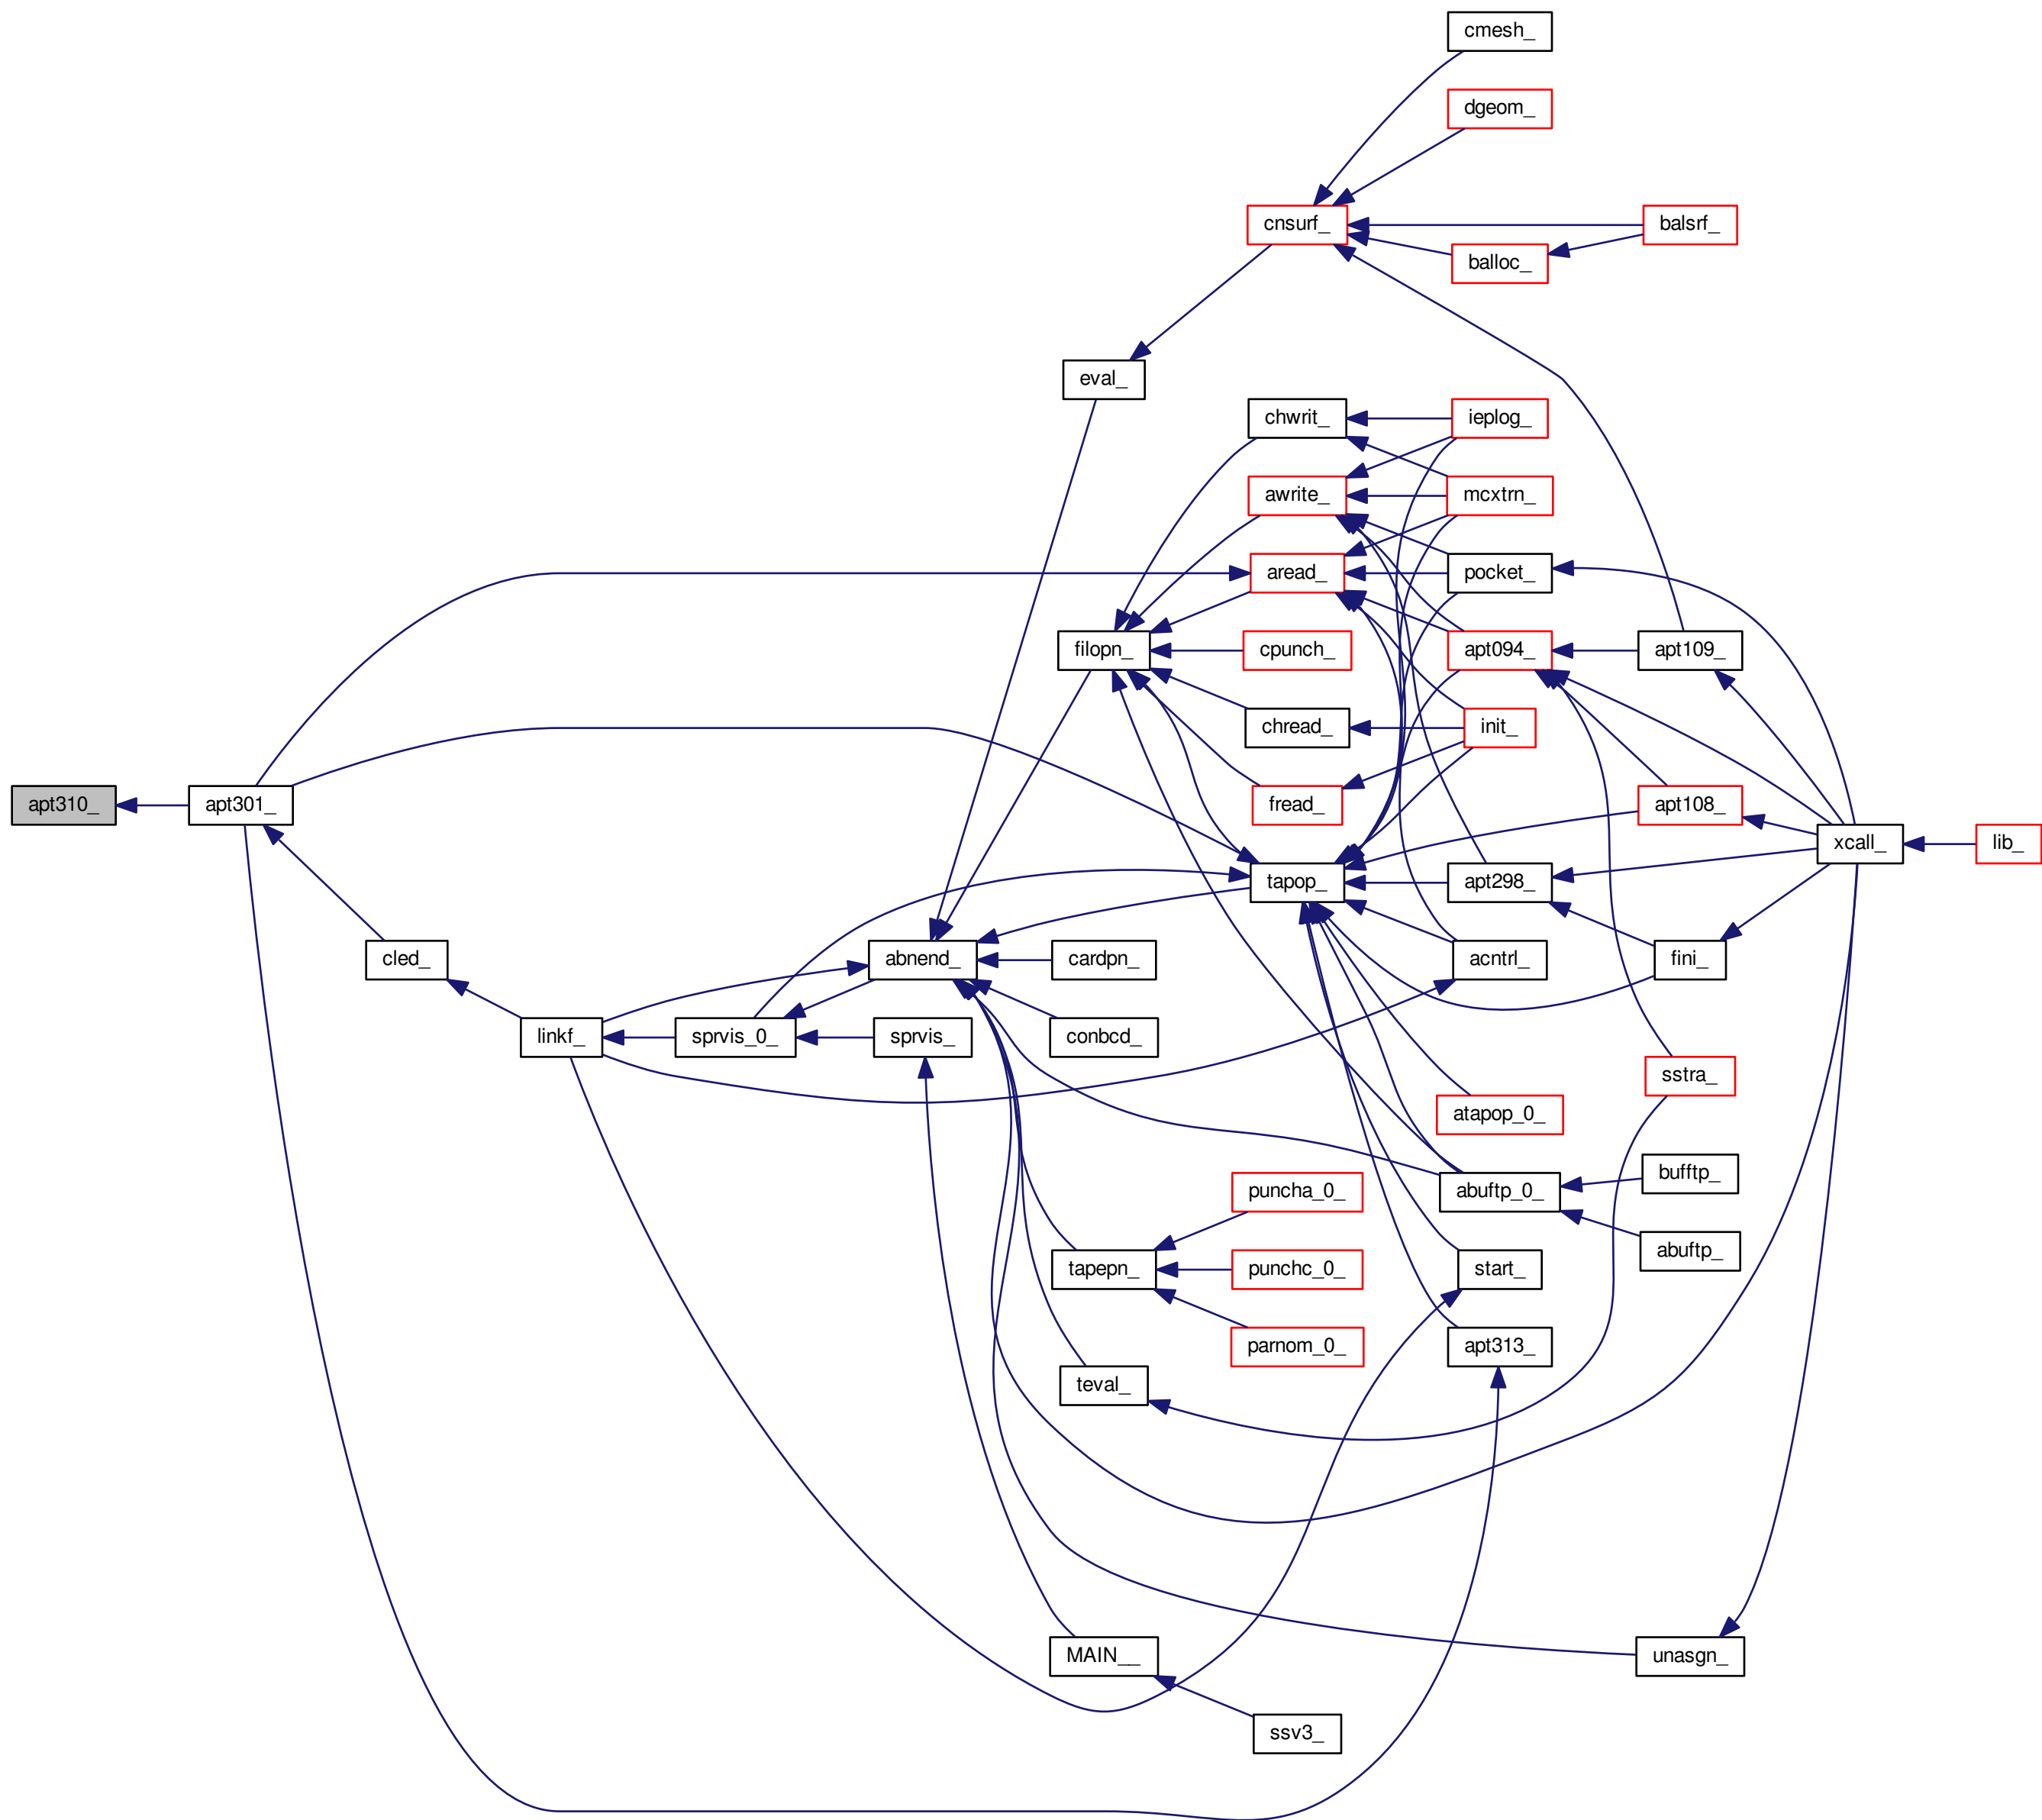 cmesh_
dgeom_
cnsurf_
balsrf_
balloc_
eval_
chwrit_
ieplog_
awrite_
mcxtrn_
aread_
pocket_
filopn_
cpunch_
apt094_
apt109_
chread_
init_
apt310_
apt301_
fread_
apt108_
xcall_
lib_
tapop_
apt298_
cled_
abnend_
cardpn_
acntrl_
fini_
linkf_
sprvis_0_
sprvis_
conbcd_
sstra_
atapop_0_
bufftp_
puncha_0_
abuftp_0_
abuftp_
tapepn_
punchc_0_
start_
parnom_0_
apt313_
teval_
MAIN__
unasgn_
ssv3_